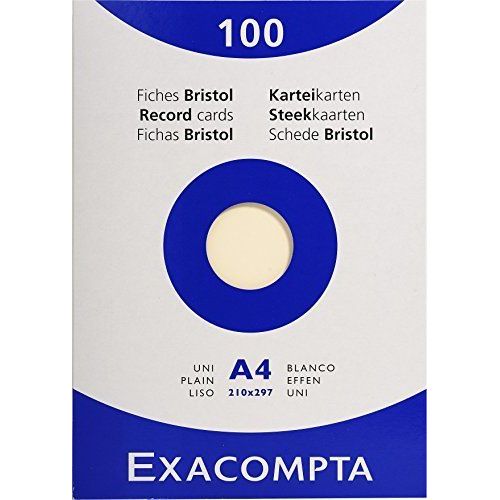 100
Fiches Bristol
Record cards
Fichas Bristol
Karteikarten
Steekkaarten
Schede Bristol
UNI
PLAIN
LISO
A4
210x297
BLANCO
EFFEN
UNI
EXACOMPTA